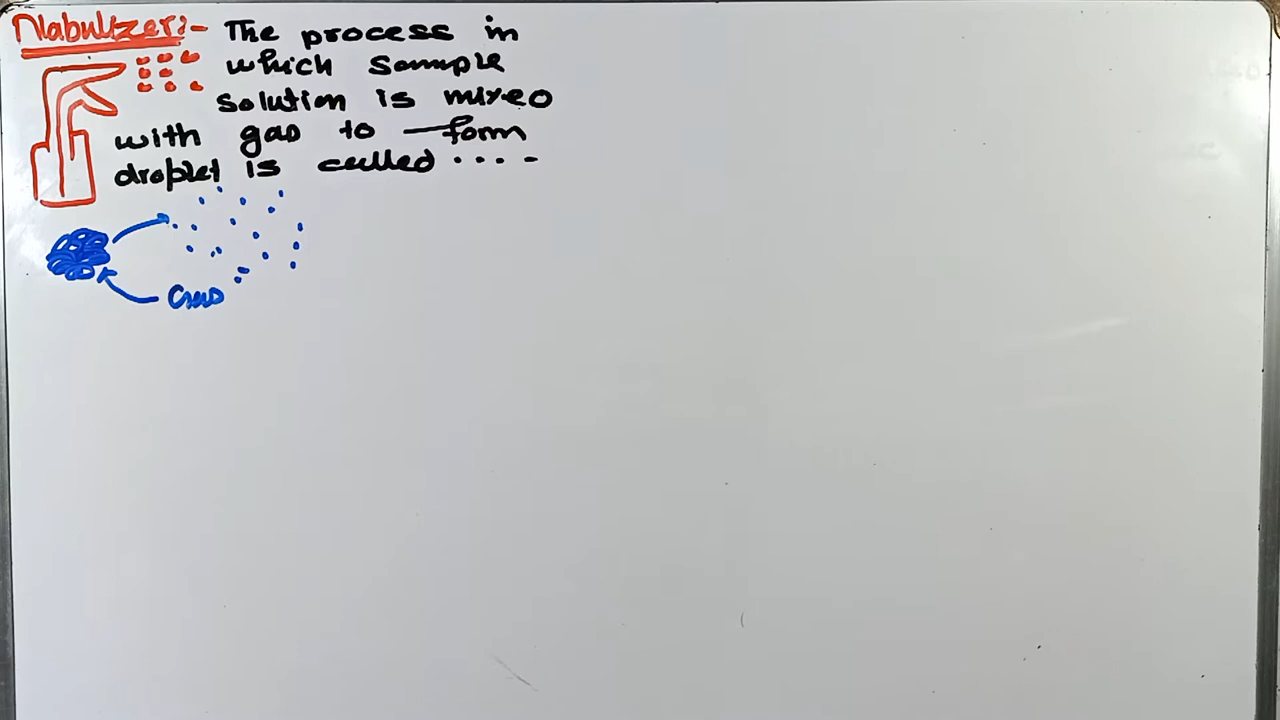 Nabulizer:- The process in
which sample
solution is mixed
with gas to form
droplet is called ....-
Gas